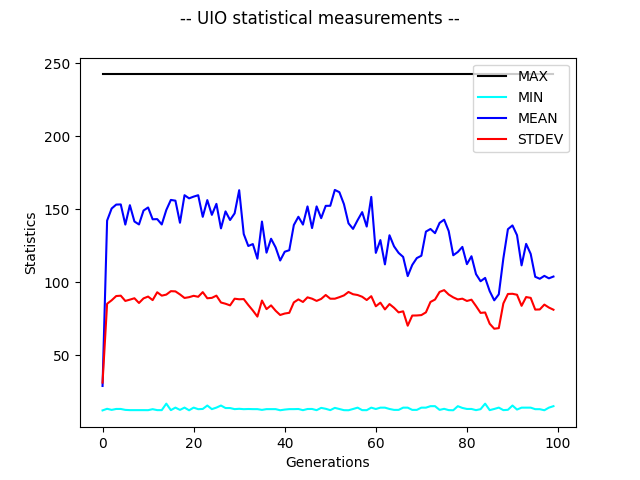 -- UIO statistical measurements --
250
200
150
100
50
Statistics
MAX
MIN
MEAN
STDEV
0 20 40 60 80 100
Generations